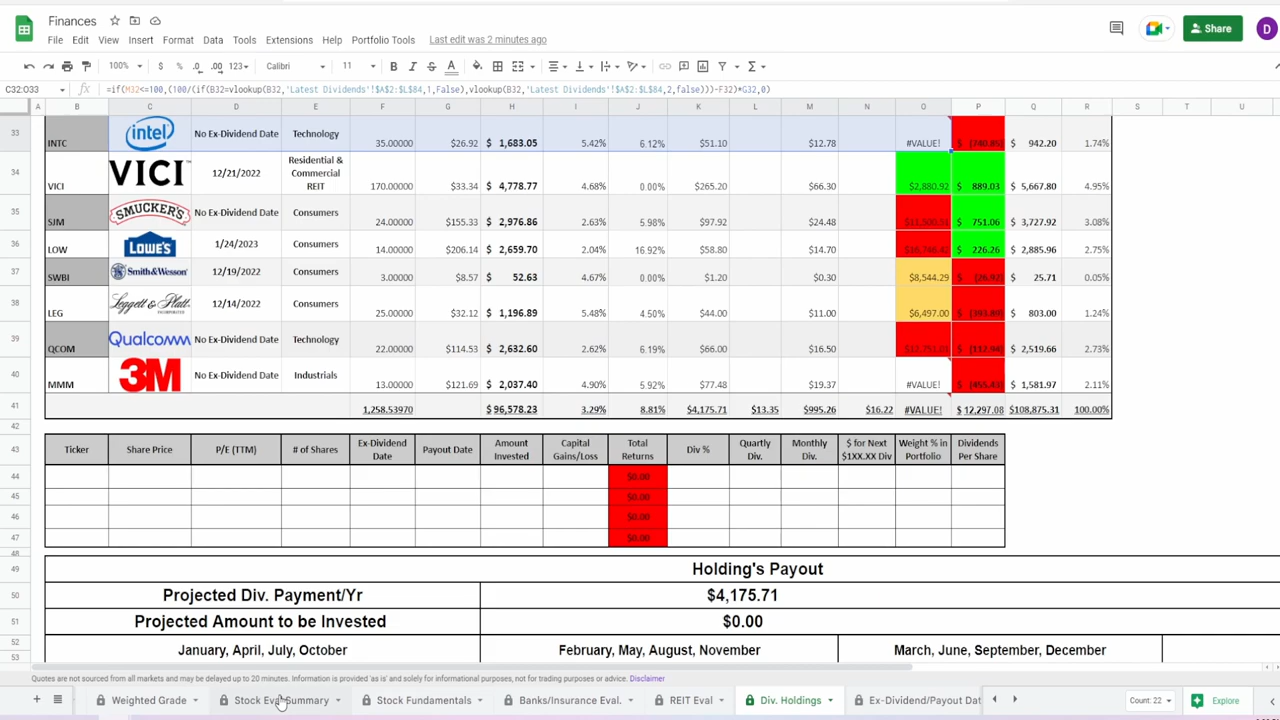 Finances
File Edit View Insert Format Data Tools Extensions Help Portfolio Tools Last edit was 2 minutes ago
Share
D
100% $ % .0 .00 123 Calibri 11 B I S A
C32:O33 fx =if(M32<=100,(100/(if(B32=vlookup(B32,'Latest Dividends'!$A$2:$L$84,1,False),vlookup(B32,'Latest Dividends'!$A$2:$L$84,2,false)))-F32)*G32,0)
A B C D E F G H I J K L M N O P Q R S T U
33 INTC intel No Ex-Dividend Date Technology 35.00000 $26.92 $ 1,683.05 5.42% 6.12% $51.10 $12.78 #VALUE! $ (740.85) $ 942.20 1.74%
34 VICI VICI 12/21/2022 Residential & Commercial REIT 170.00000 $33.34 $ 4,778.77 4.68% 0.00% $265.20 $66.30 $2,880.92 $ 889.03 $ 5,667.80 4.95%
35 SJM SMUCKER'S No Ex-Dividend Date Consumers 24.00000 $155.33 $ 2,976.86 2.63% 5.98% $97.92 $24.48 $ 751.06 $ 3,727.92 3.08%
36 LOW LOWE'S 1/24/2023 Consumers 14.00000 $206.14 $ 2,659.70 2.04% 16.92% $58.80 $14.70 $ 226.26 $ 2,885.96 2.75%
37 SWBI Smith&Wesson 12/19/2022 Consumers 3.00000 $8.57 $ 52.63 4.67% 0.00% $1.20 $0.30 $8,544.29 $ (26.92) $ 25.71 0.05%
38 LEG Leggett & Platt INCORPORATED 12/14/2022 Consumers 25.00000 $32.12 $ 1,196.89 5.48% 4.50% $44.00 $11.00 $6,497.00 $ (393.89) $ 803.00 1.24%
39 QCOM Qualcomm No Ex-Dividend Date Technology 22.00000 $114.53 $ 2,632.60 2.62% 6.19% $66.00 $16.50 $ (112.94) $ 2,519.66 2.73%
40 MMM 3M No Ex-Dividend Date Industrials 13.00000 $121.69 $ 2,037.40 4.90% 5.92% $77.48 $19.37 #VALUE! $ (455.43) $ 1,581.97 2.11%
41 1,258.53970 $ 96,578.23 3.29% 8.81% $4,175.71 $13.35 $995.26 $16.22 #VALUE! $ 12,297.08 $108,875.31 100.00%
42
43 Ticker Share Price P/E (TTM) # of Shares Ex-Dividend Date Payout Date Amount Invested Capital Gains/Loss Total Returns Div % Quartly Div. Monthly Div. $ for Next $1XX.XX Div Weight % in Portfolio Dividends Per Share
44 $0.00
45 $0.00
46 $0.00
47 $0.00
48
49 Holding's Payout
50 Projected Div. Payment/Yr $4,175.71
51 Projected Amount to be Invested $0.00
52 January, April, July, October February, May, August, November March, June, September, December
53
Quotes are not sourced from all markets and may be delayed up to 20 minutes. Information is provided 'as is' and solely for informational purposes, not for trading purposes or advice. Disclaimer
Weighted Grade Stock Eval Summary Stock Fundamentals Banks/Insurance Eval. REIT Eval Div. Holdings Ex-Dividend/Payout Dat Count: 22 Explore